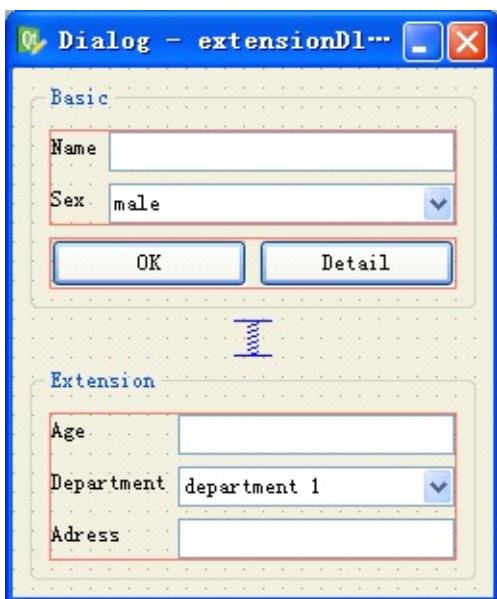 Dialog - extensionDl...
Basic
Name
Sex male
OK Detail
Extension
Age
Department department 1
Adress